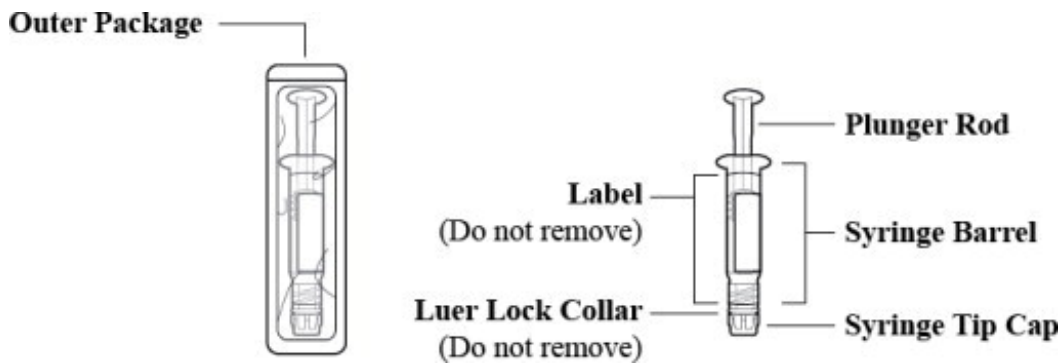 Outer Package
Plunger Rod
Label
(Do not remove)
Syringe Barrel
Luer Lock Collar
(Do not remove)
Syringe Tip Cap